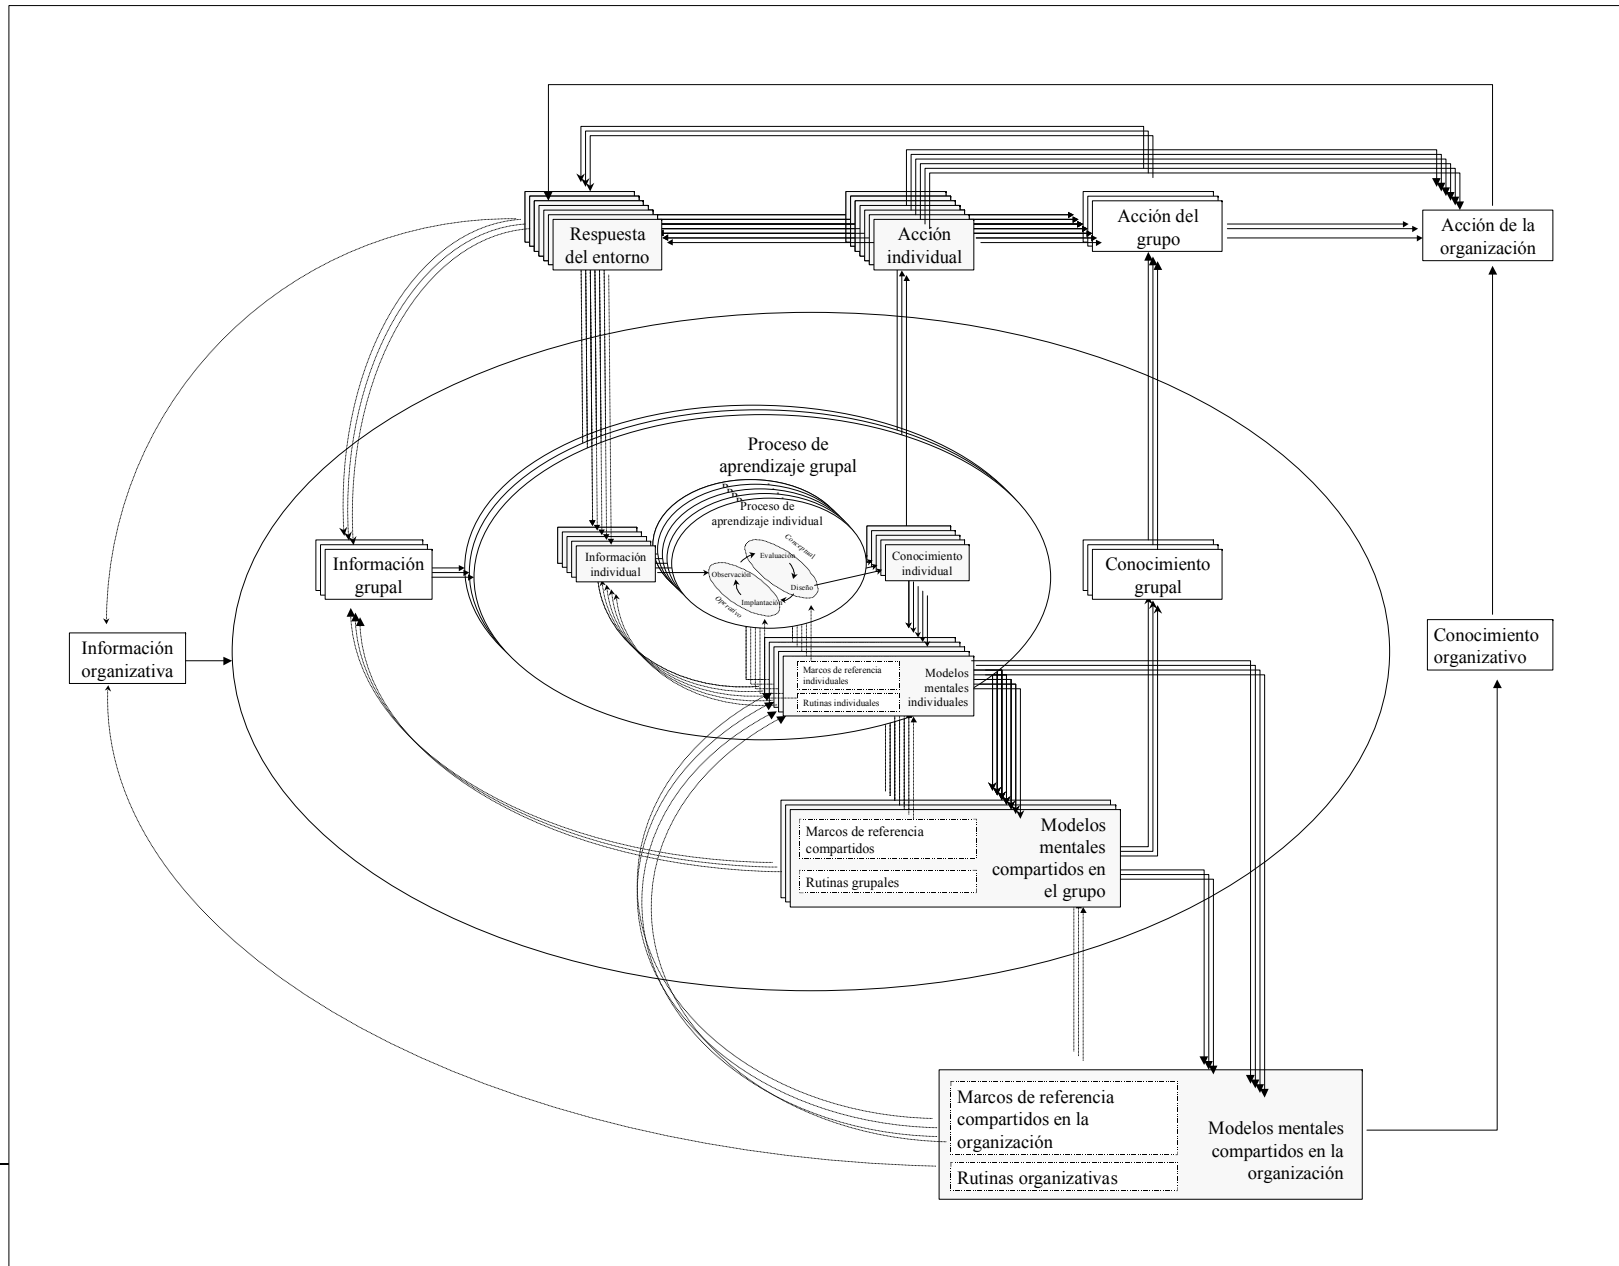 Respuesta
del entorno
Acción
individual
Acción del
grupo
Acción de la
organización
Proceso de
aprendizaje grupal
Proceso de
aprendizaje individual
Información
grupal
Información
individual
Conceptual
Evaluación
Observación
Diseño
Implantación
Operativo
Conocimiento
individual
Conocimiento
grupal
Información
organizativa
Conocimiento
organizativo
Marcos de referencia
individuales
Rutinas individuales
Modelos
mentales
individuales
Marcos de referencia
compartidos
Rutinas grupales
Modelos
mentales
compartidos en
el grupo
Marcos de referencia
compartidos en la
organización
Rutinas organizativas
Modelos mentales
compartidos en la
organización